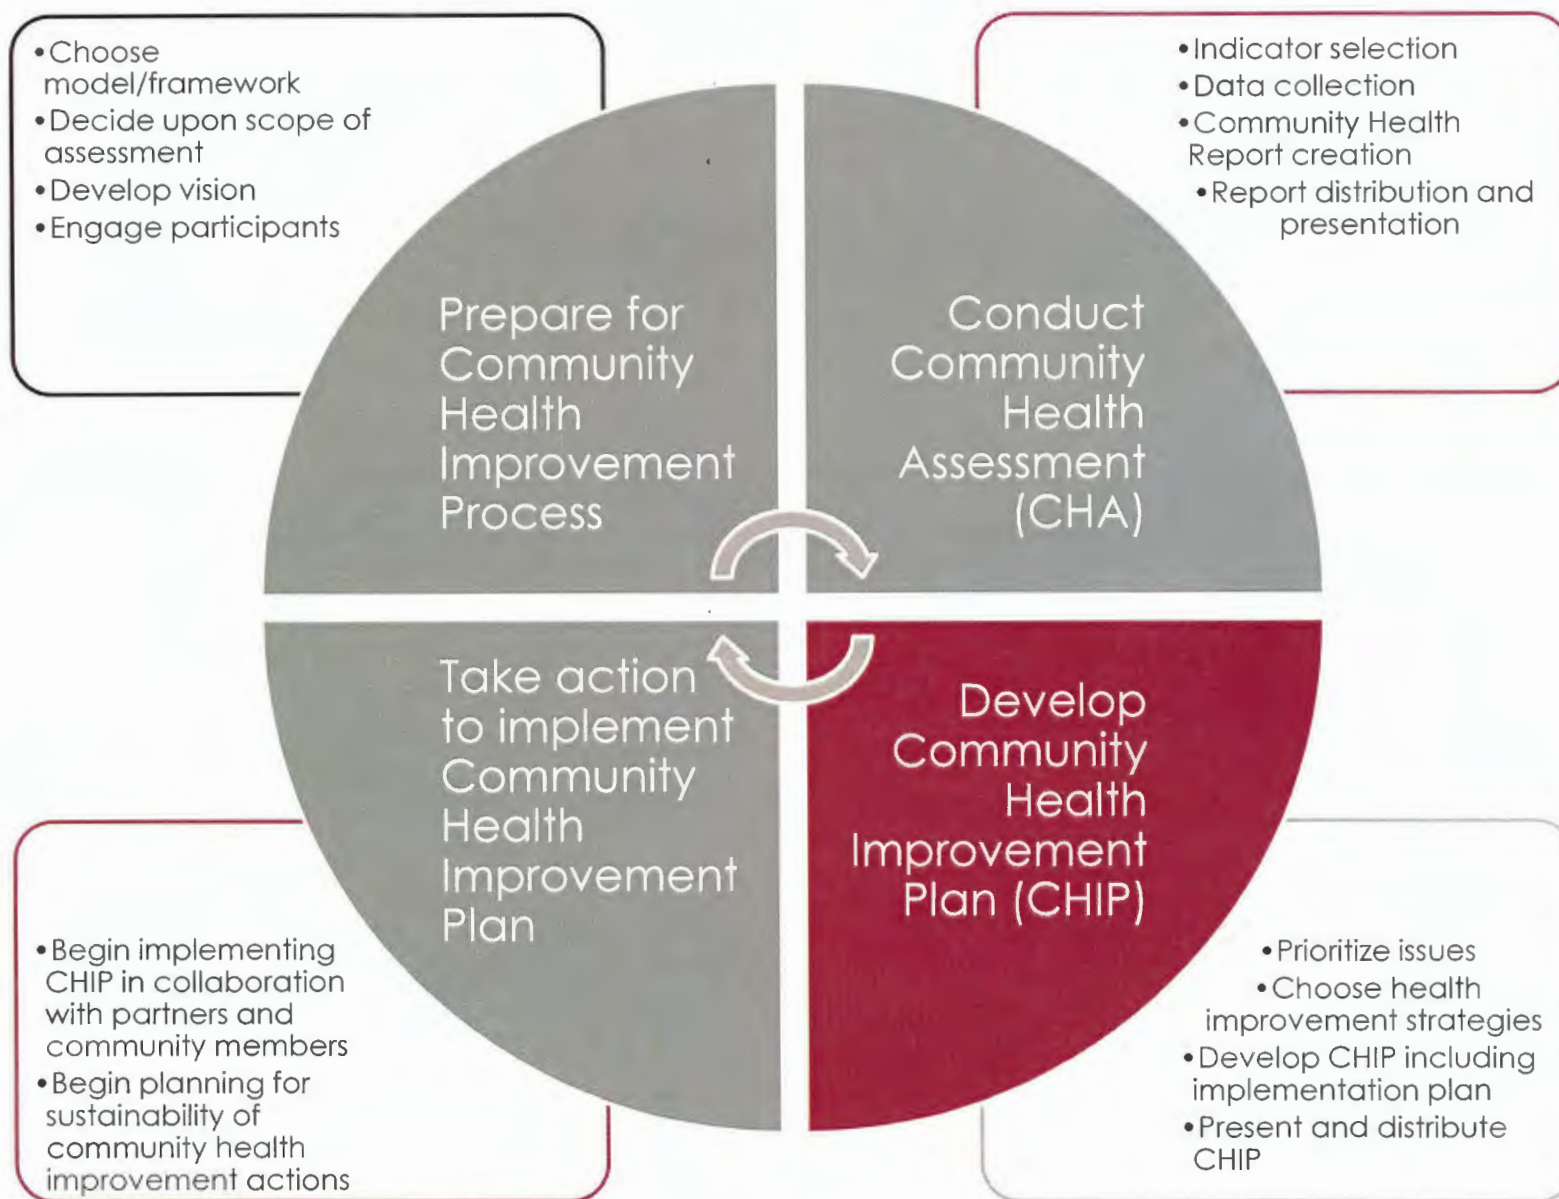 •Choose
model/framework
•Decide upon scope of
assessment
•Develop vision
•Engage participants
•Indicator selection
•Data collection
•Community Health
Report creation
•Report distribution and
presentation
Prepare for
Community
Health
Improvement
Process
Conduct
Community
Health
Assessment
(CHA)
Take action
to implement
Community
Health
Improvement
Plan
Develop
Community
Health
Improvement
Plan (CHIP)
•Begin implementing
CHIP in collaboration
with partners and
community members
•Begin planning for
sustainability of
community health
improvement actions
•Prioritize issues
•Choose health
improvement strategies
•Develop CHIP including
implementation plan
•Present and distribute
CHIP